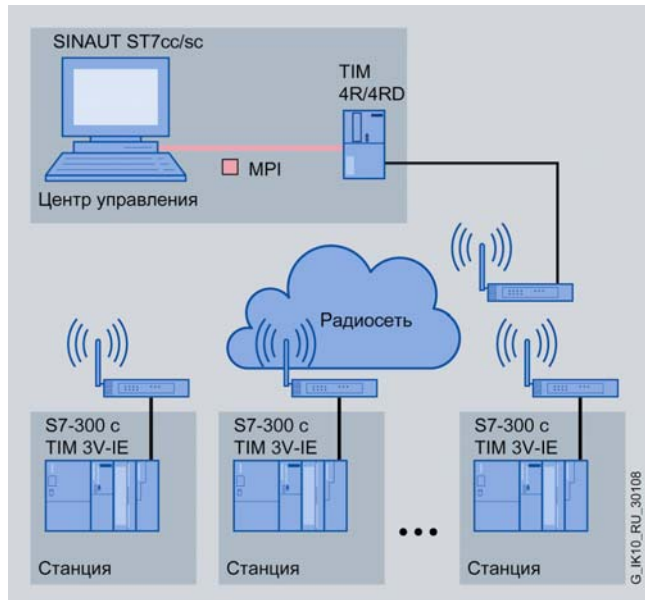 SINAUT ST7cc/sc
TIM
4R/4RD
MPI
Центр управления
Радиосеть
S7-300 с
TIM 3V-IE
S7-300 с
TIM 3V-IE
S7-300 с
TIM 3V-IE
Станция
Станция
Станция
G_IK10_RU_30108